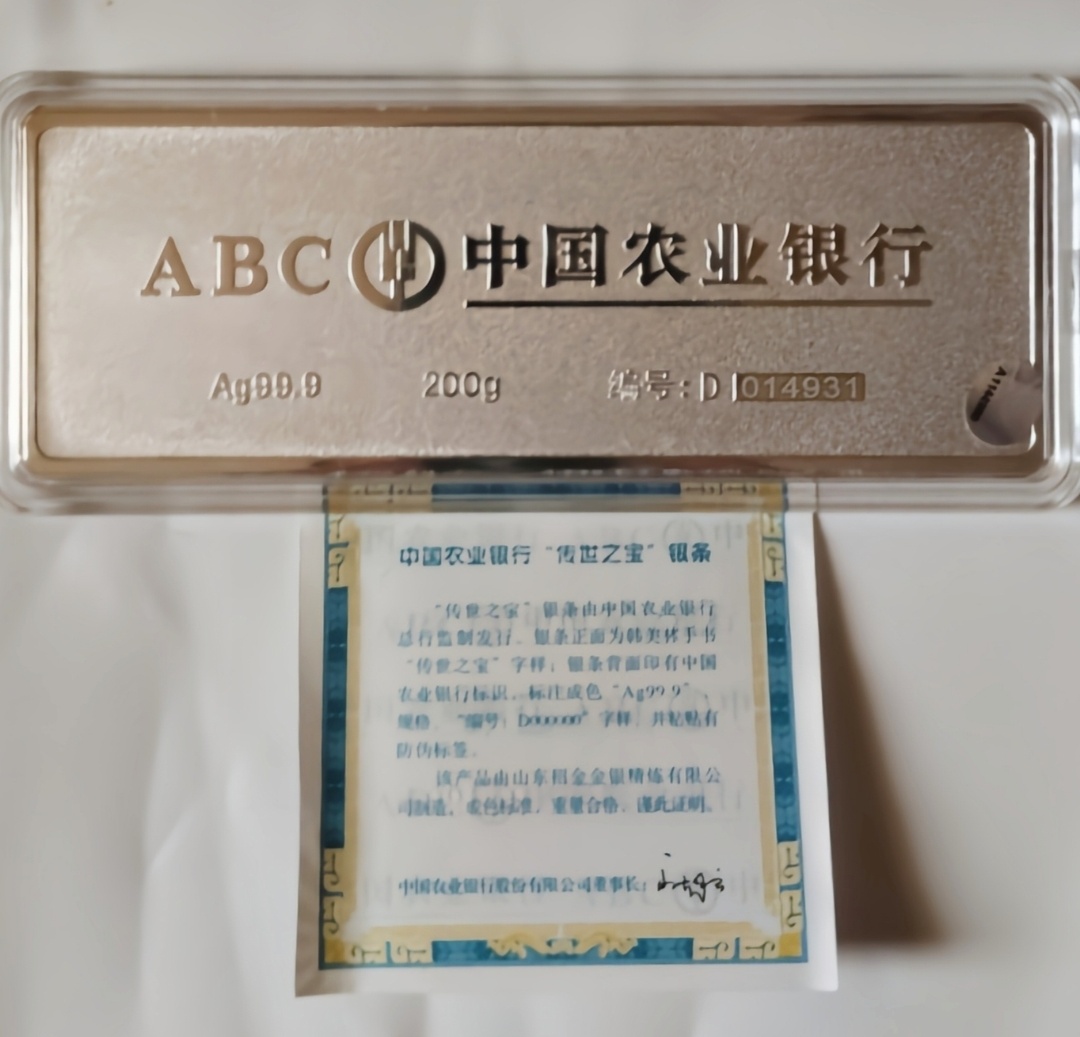 ABC 中国农业银行
Ag99.9 200g 编号:D1014931
中国农业银行“传世之宝”银条
“传世之宝”银条由中国农业银行
总行监制发行。银条正面为韩美林手书
“传世之宝”字样；银条背面印有中国
农业银行标识，标注成色“Ag99.9”、
规格、“编号：D000000”字样，并粘贴有
防伪标签。
该产品由山东招金金银精炼有限公
司制造，成色标准，重量合格，谨此证明。
中国农业银行股份有限公司董事长：